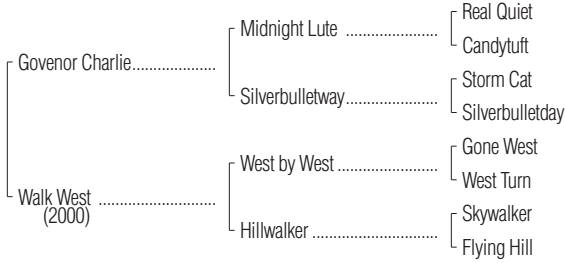 Real Quiet
Midnight Lute ......................
Candytuft
Govenor Charlie....................
Storm Cat
Silverbulletway......................
Silverbulletday
Gone West
West by West ........................
West Turn
Walk West ............................
(2000)
Skywalker
Hillwalker ..............................
Flying Hill